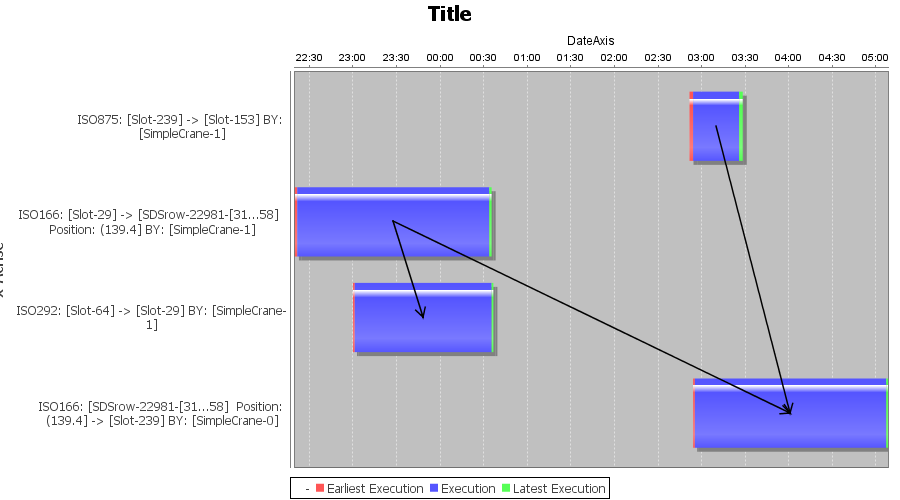 Title
DateAxis
22:30 23:00 23:30 00:00 00:30 01:00 01:30 02:00 02:30 03:00 03:30 04:00 04:30 05:00
ISO875: [Slot-239] -> [Slot-153] BY:
[SimpleCrane-1]
ISO166: [Slot-29] -> [SDSrow-22981-[31...58]
Position: (139.4] BY: [SimpleCrane-1]
ISO292: [Slot-64] -> [Slot-29] BY: [SimpleCrane-
1]
ISO166: [SDSrow-22981-[31...58] Position:
(139.4) -> [Slot-239] BY: [SimpleCrane-0]
- Earliest Execution Execution Latest Execution